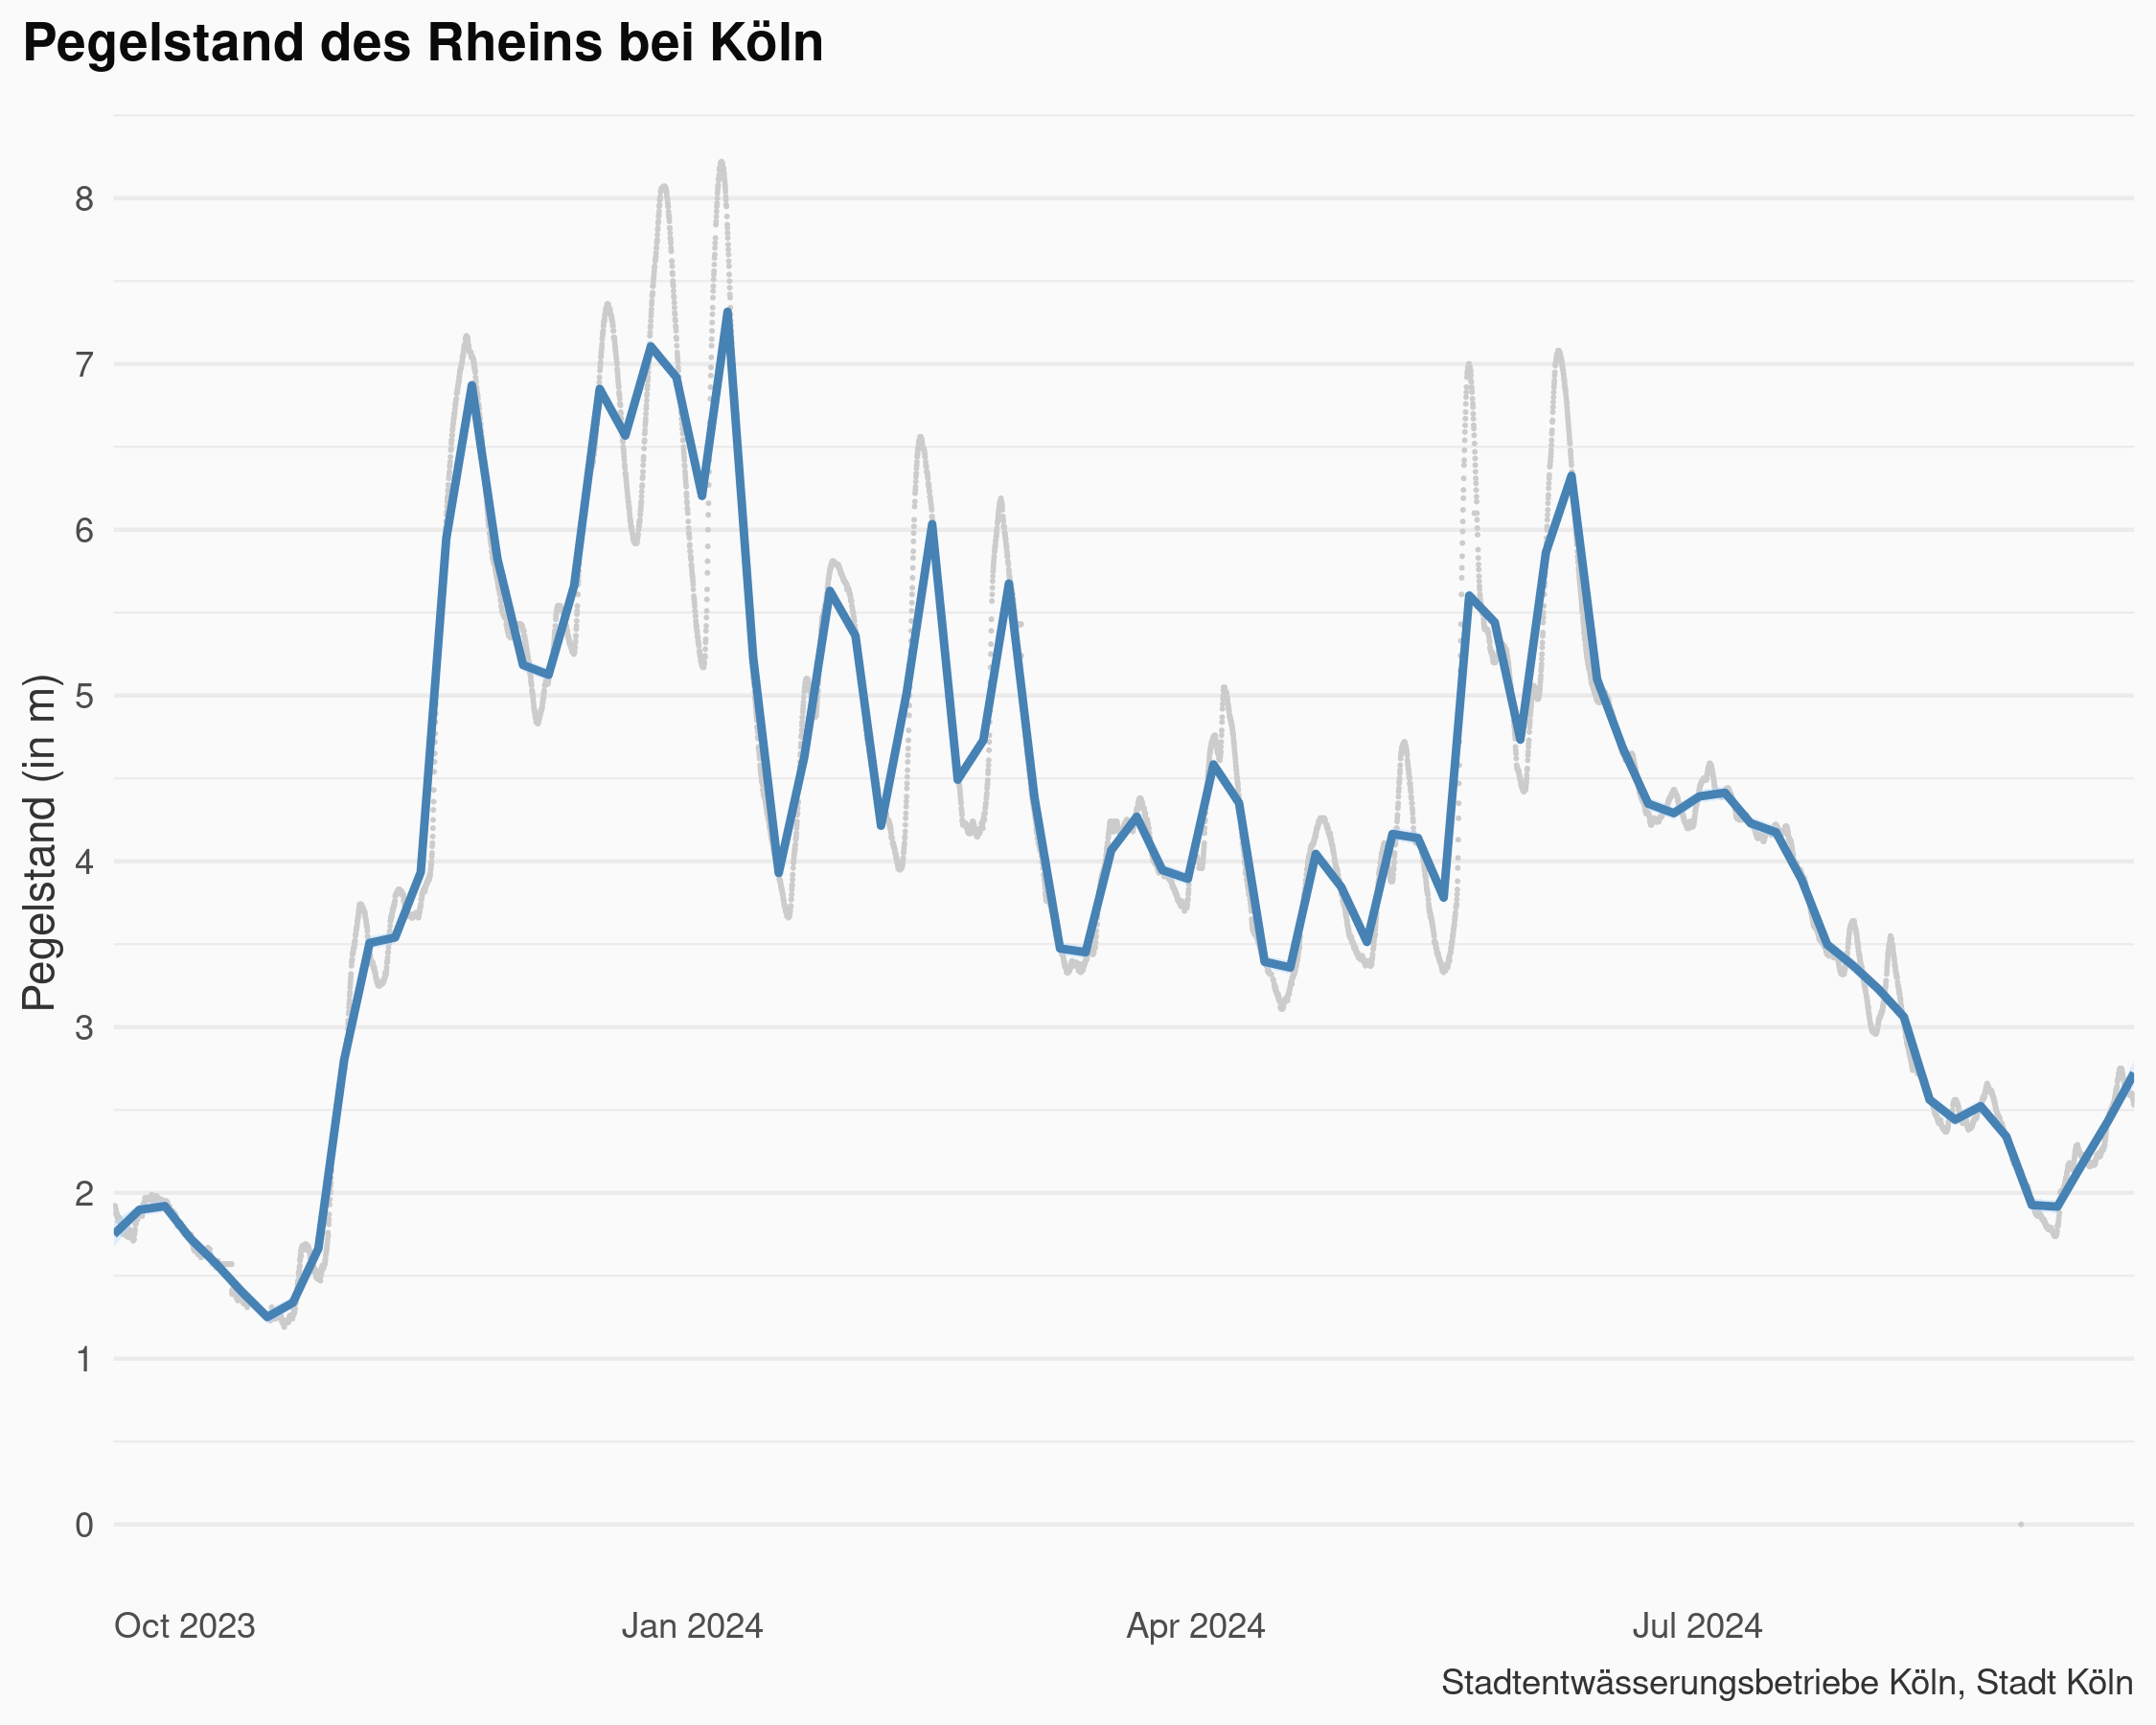 Pegelstand des Rheins bei Köln
Pegelstand (in m)
8
7
6
5
4
3
2
1
0
Oct 2023
Jan 2024
Apr 2024
Jul 2024
Stadtentwässerungsbetriebe Köln, Stadt Köln